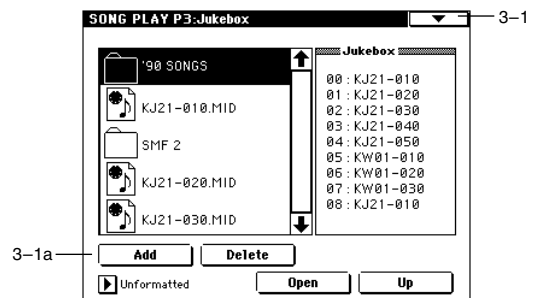 SONG PLAY P3:Jukebox
3–1
'90 SONGS
KJ21-010.MID
SMF 2
KJ21-020.MID
KJ21-030.MID
Jukebox
00 : KJ21-010
01 : KJ21-020
02 : KJ21-030
03 : KJ21-040
04 : KJ21-050
05 : KW01-010
06 : KW01-020
07 : KW01-030
08 : KJ21-010
3–1a
Add Delete
Unformatted Open Up